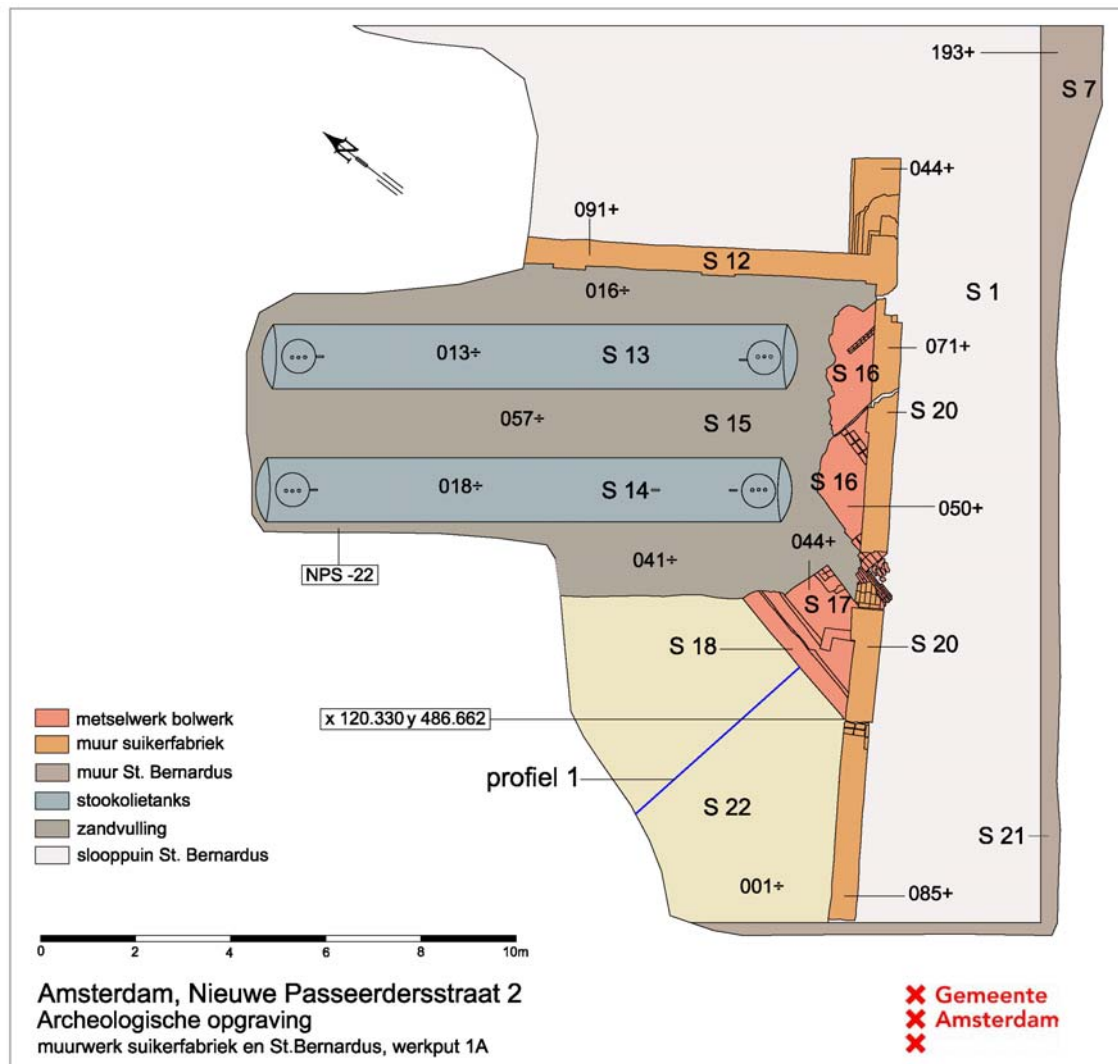 193+
S 7
N
044+
091+
S 12
S 1
016÷
071+
013÷
S 13
S 16
S 20
057÷
S 15
S 16
018÷
S 14
050+
044+
041÷
NPS -22
S 17
S 18
S 20
metselwerk bolwerk
x 120.330 y 486.662
muur suikerfabriek
muur St. Bernardus
profiel 1
stookolietanks
S 22
zandvulling
S 21
slooppuin St. Bernardus
001÷
085+
0 2 4 6 8 10m
Amsterdam, Nieuwe Passeerdersstraat 2
Archeologische opgraving
muurwerk suikerfabriek en St.Bernardus, werkput 1A
Gemeente
Amsterdam